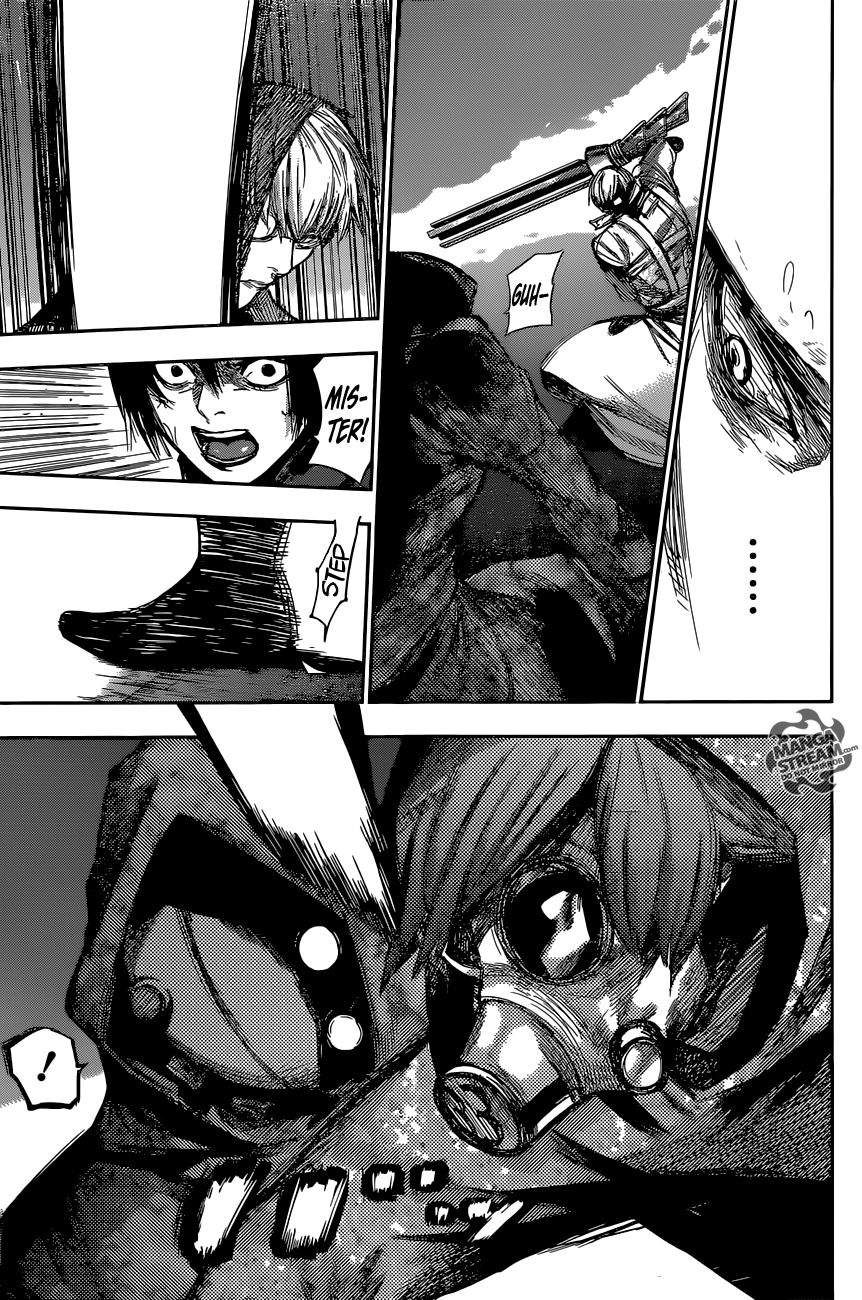 ......
GUH-
MIS-
TER!
STEP
!
MANGA
STREAM.com
DO NOT MIRROR